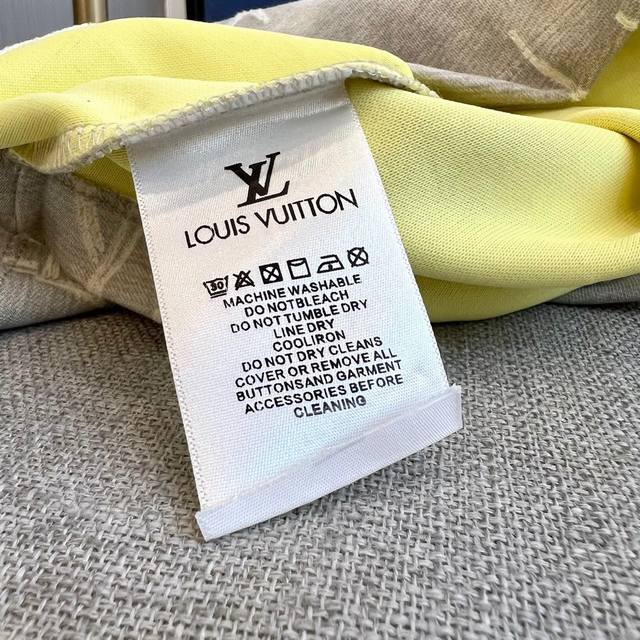 LV
LOUIS VUITTON
30
MACHINE WASHABLE
DO NOTBLEACH
DO NOT TUMBLE DRY
LINE DRY
COOLIRON
DO NOT DRY CLEANS
COVER OR REMOVE ALL
BUTTONSAND GARMENT
ACCESSORIES BEFORE
CLEANING